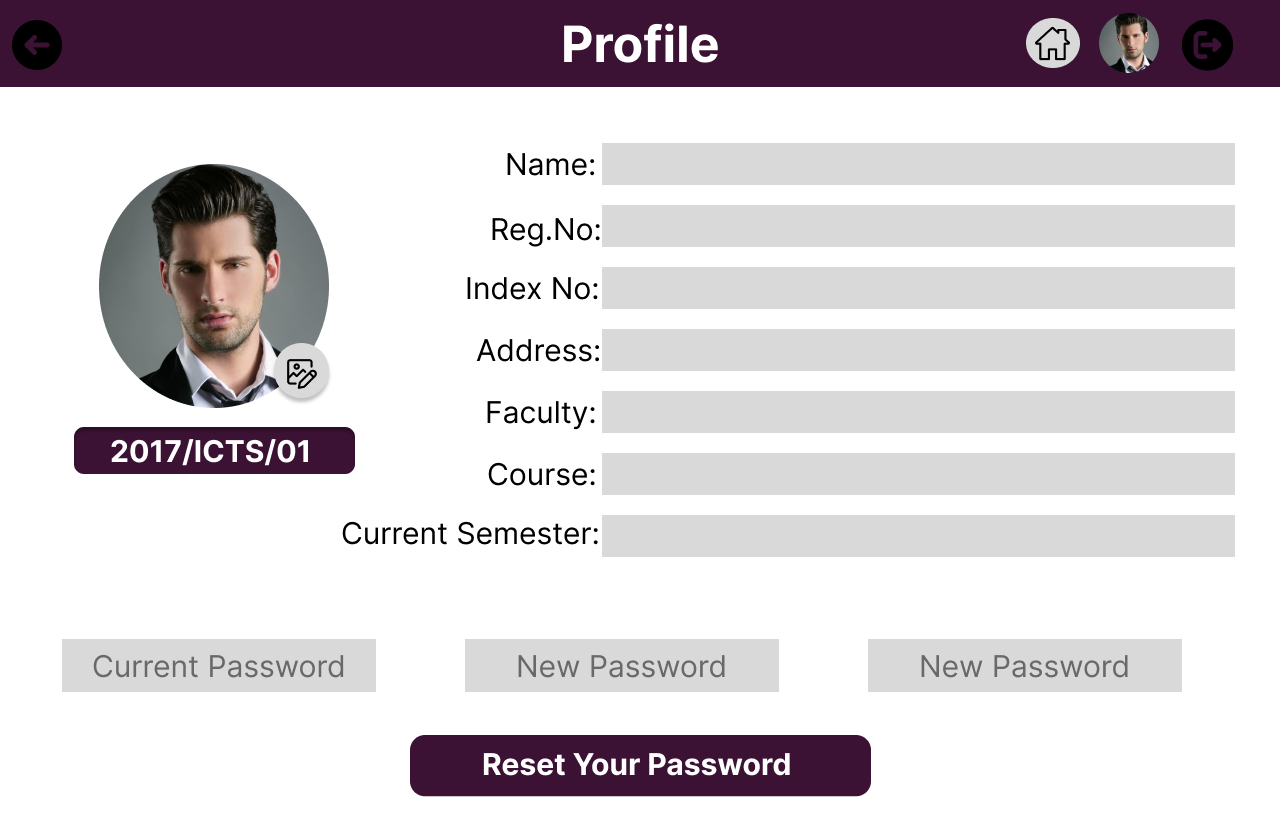 Profile
Name:
Reg.No:
Index No:
Address:
Faculty:
Course:
Current Semester:
2017/ICTS/01
Current Password
New Password
New Password
Reset Your Password